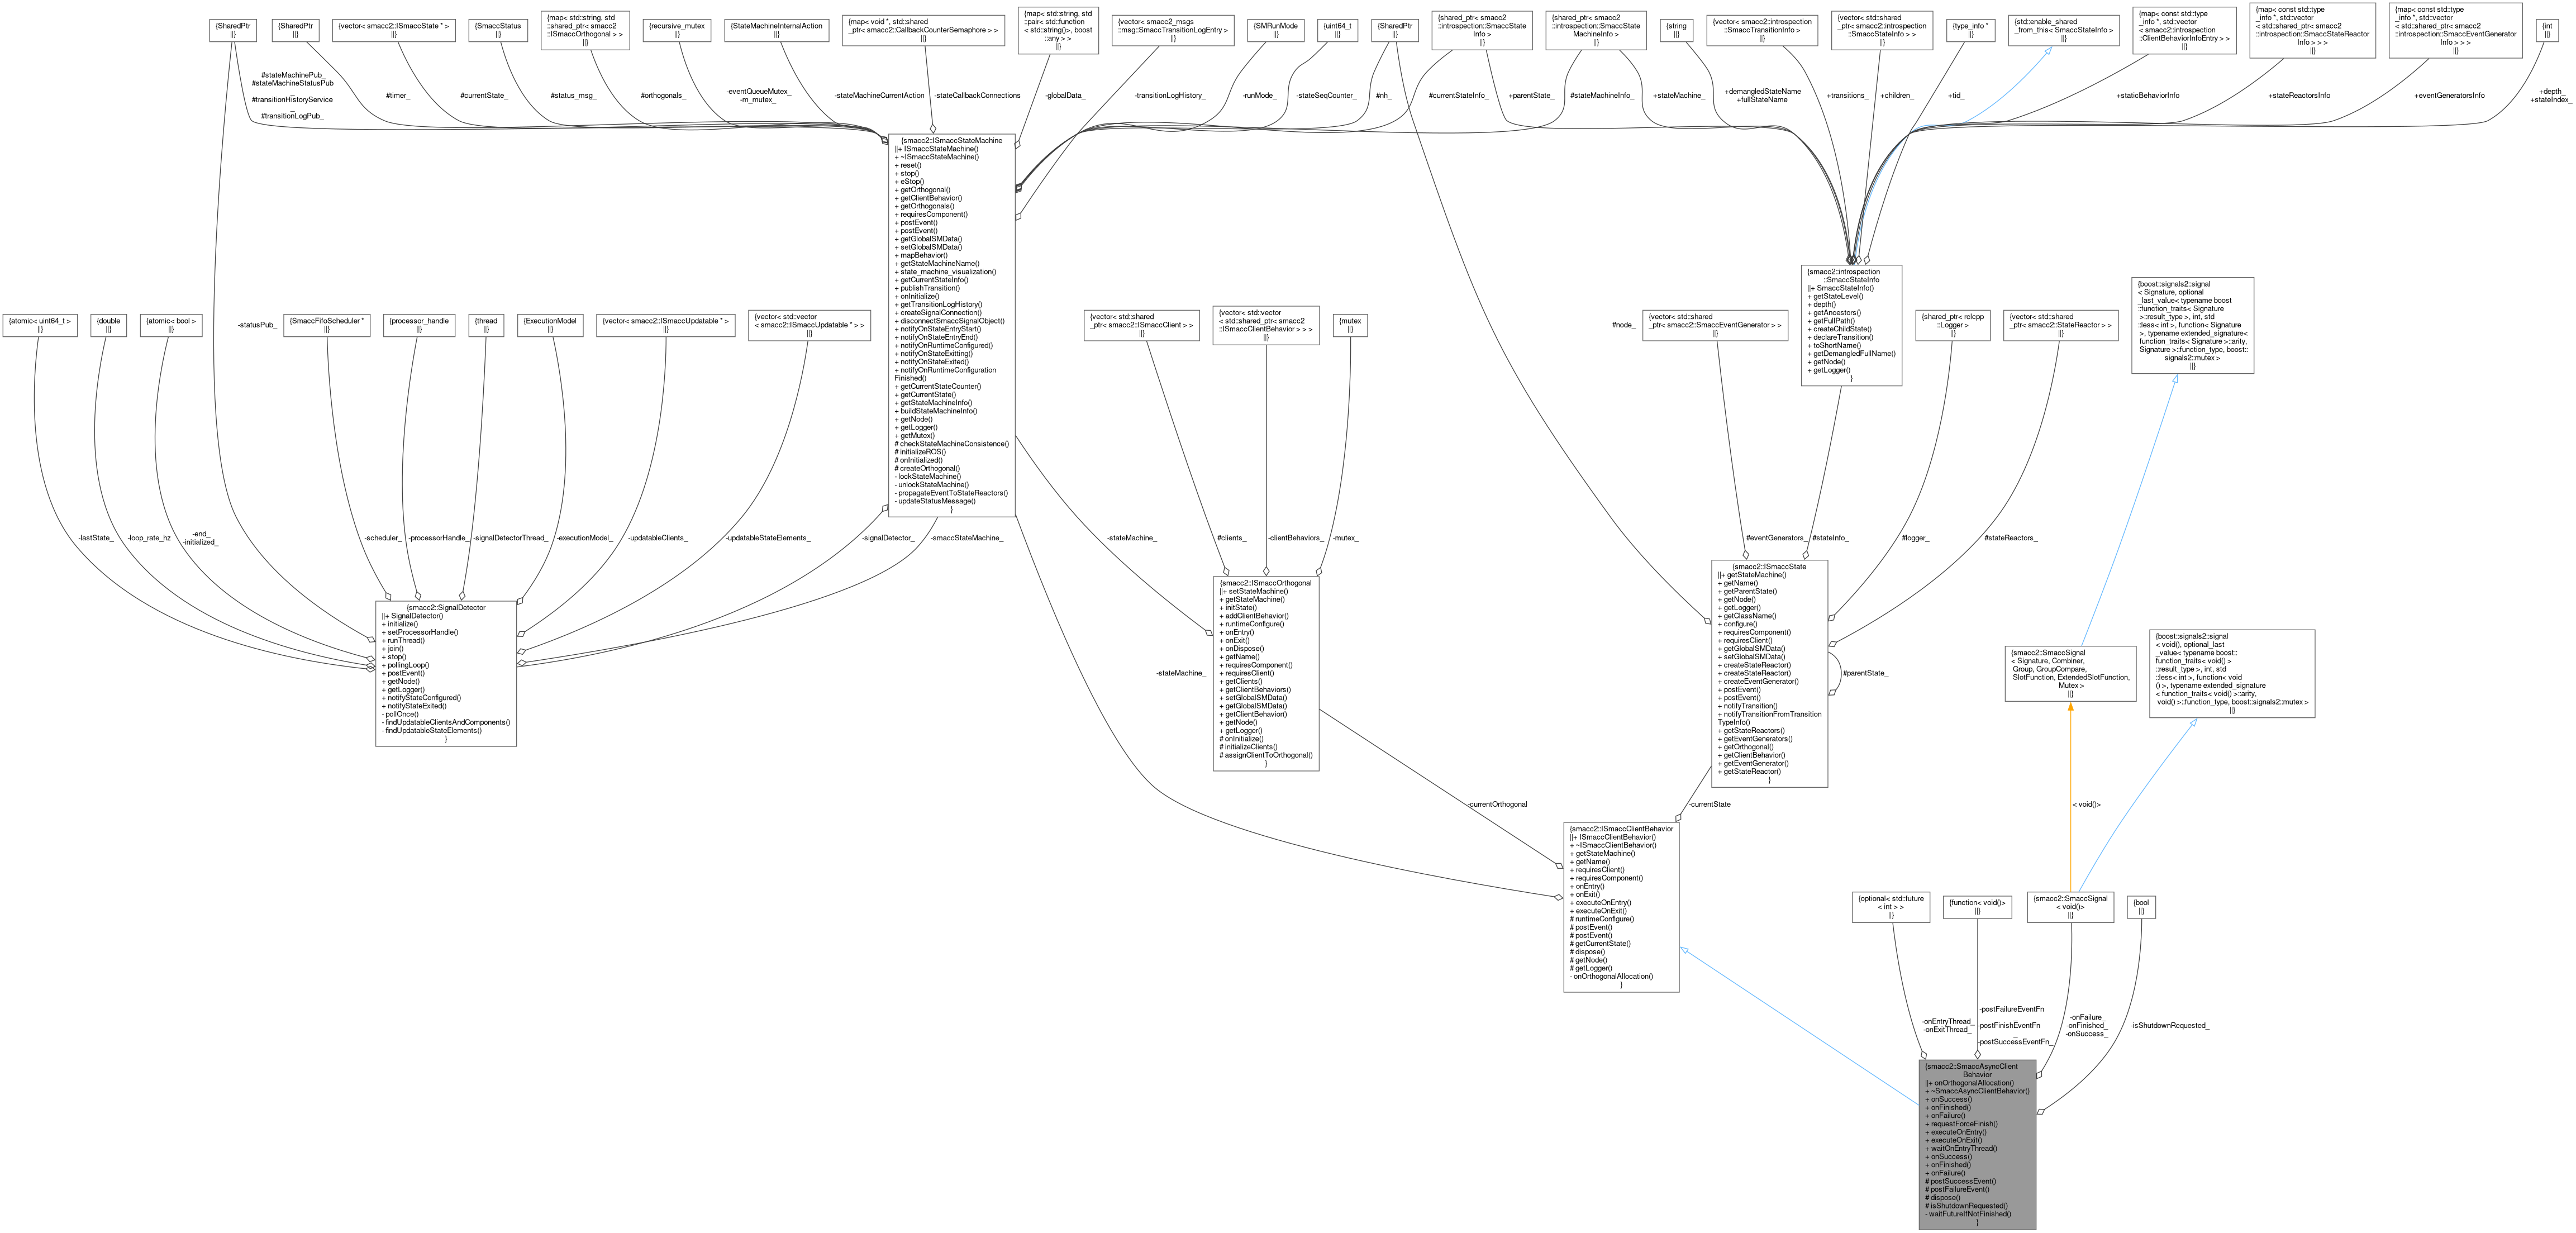 {SharedPtr
||}
{SharedPtr
||}
{vector< smacc2::ISmaccState * >
||}
{SmaccStatus
||}
{map< std::string, std
::shared_ptr< smacc2
::ISmaccOrthogonal > >
||}
{recursive_mutex
||}
{StateMachineInternalAction
||}
{map< void *, std::shared
_ptr< smacc2::CallbackCounterSemaphore > >
||}
{map< std::string, std
::pair< std::function
< std::string()>, boost
::any > >
||}
{vector< smacc2_msgs
::msg::SmaccTransitionLogEntry >
||}
{SMRunMode
||}
{uint64_t
||}
{SharedPtr
||}
{shared_ptr< smacc2
::introspection::SmaccState
Info >
||}
{shared_ptr< smacc2
::introspection::SmaccState
MachineInfo >
||}
{string
||}
{vector< smacc2::introspection
::SmaccTransitionInfo >
||}
{vector< std::shared
_ptr< smacc2::introspection
::SmaccStateInfo > >
||}
{type_info *
||}
{std::enable_shared
_from_this< SmaccStateInfo >
||}
{map< const std::type
_info *, std::vector
< smacc2::introspection
::ClientBehaviorInfoEntry > >
||}
{map< const std::type
_info *, std::vector
< std::shared_ptr< smacc2
::introspection::SmaccStateReactor
Info > > >
||}
{map< const std::type
_info *, std::vector
< std::shared_ptr< smacc2
::introspection::SmaccEventGenerator
Info > > >
||}
{int
||}
#stateMachinePub_
#stateMachineStatusPub
_
#transitionHistoryService
_
#transitionLogPub_
#timer_
#currentState_
#status_msg_
#orthogonals_
-eventQueueMutex_
-m_mutex_
-stateMachineCurrentAction
-stateCallbackConnections
-globalData_
-transitionLogHistory_
-runMode_
-stateSeqCounter_
#nh_
#currentStateInfo_
+parentState_
#stateMachineInfo_
+stateMachine_
+demangledStateName
+fullStateName
+transitions_
+children_
+tid_
+staticBehaviorInfo
+stateReactorsInfo
+eventGeneratorsInfo
+depth_
+stateIndex_
{smacc2::ISmaccStateMachine
||+ ISmaccStateMachine()
+ ~ISmaccStateMachine()
+ reset()
+ stop()
+ eStop()
+ getOrthogonal()
+ getClientBehavior()
+ getOrthogonals()
+ requiresComponent()
+ postEvent()
+ postEvent()
+ getGlobalSMData()
+ setGlobalSMData()
+ mapBehavior()
+ getStateMachineName()
+ state_machine_visualization()
+ getCurrentStateInfo()
+ publishTransition()
+ onInitialize()
+ getTransitionLogHistory()
+ createSignalConnection()
+ disconnectSmaccSignalObject()
+ notifyOnStateEntryStart()
+ notifyOnStateEntryEnd()
+ notifyOnRuntimeConfigured()
+ notifyOnStateExitting()
+ notifyOnStateExited()
+ notifyOnRuntimeConfiguration
Finished()
+ getCurrentStateCounter()
+ getCurrentState()
+ getStateMachineInfo()
+ buildStateMachineInfo()
+ getNode()
+ getLogger()
+ getMutex()
# checkStateMachineConsistence()
# initializeROS()
# onInitialized()
# createOrthogonal()
- lockStateMachine()
- unlockStateMachine()
- propagateEventToStateReactors()
- updateStatusMessage()
}
{smacc2::introspection
::SmaccStateInfo
||+ SmaccStateInfo()
+ getStateLevel()
+ depth()
+ getAncestors()
+ getFullPath()
+ createChildState()
+ declareTransition()
+ toShortName()
+ getDemangledFullName()
+ getNode()
+ getLogger()
}
{boost::signals2::signal
< Signature, optional
_last_value< typename boost
::function_traits< Signature
>::result_type >, int, std
::less< int >, function< Signature
>, typename extended_signature<
function_traits< Signature >::arity,
Signature >::function_type, boost::
signals2::mutex >
||}
{atomic< uint64_t >
||}
{double
||}
{atomic< bool >
||}
-statusPub_
{SmaccFifoScheduler *
||}
{processor_handle
||}
{thread
||}
{ExecutionModel
||}
{vector< smacc2::ISmaccUpdatable * >
||}
{vector< std::vector
< smacc2::ISmaccUpdatable * > >
||}
{vector< std::shared
_ptr< smacc2::ISmaccClient > >
||}
{vector< std::vector
< std::shared_ptr< smacc2
::ISmaccClientBehavior > > >
||}
{mutex
||}
#node_
{vector< std::shared
_ptr< smacc2::SmaccEventGenerator > >
||}
{shared_ptr< rclcpp
::Logger >
||}
{vector< std::shared
_ptr< smacc2::StateReactor > >
||}
-lastState_
-loop_rate_hz
-end_
-initialized_
-scheduler_
-processorHandle_
-signalDetectorThread_
-executionModel_
-updatableClients_
-updatableStateElements_
-signalDetector_
-smaccStateMachine_
-stateMachine_
#clients_
-clientBehaviors_
-mutex_
#eventGenerators_
#stateInfo_
#logger_
#stateReactors_
{smacc2::SignalDetector
||+ SignalDetector()
+ initialize()
+ setProcessorHandle()
+ runThread()
+ join()
+ stop()
+ pollingLoop()
+ postEvent()
+ getNode()
+ getLogger()
+ notifyStateConfigured()
+ notifyStateExited()
- pollOnce()
- findUpdatableClientsAndComponents()
- findUpdatableStateElements()
}
-stateMachine_
{smacc2::ISmaccOrthogonal
||+ setStateMachine()
+ getStateMachine()
+ initState()
+ addClientBehavior()
+ runtimeConfigure()
+ onEntry()
+ onExit()
+ onDispose()
+ getName()
+ requiresComponent()
+ requiresClient()
+ getClients()
+ getClientBehaviors()
+ setGlobalSMData()
+ getGlobalSMData()
+ getClientBehavior()
+ getNode()
+ getLogger()
# onInitialize()
# initializeClients()
# assignClientToOrthogonal()
}
{smacc2::ISmaccState
||+ getStateMachine()
+ getName()
+ getParentState()
+ getNode()
+ getLogger()
+ getClassName()
+ configure()
+ requiresComponent()
+ requiresClient()
+ getGlobalSMData()
+ setGlobalSMData()
+ createStateReactor()
+ createStateReactor()
+ createEventGenerator()
+ postEvent()
+ postEvent()
+ notifyTransition()
+ notifyTransitionFromTransition
TypeInfo()
+ getStateReactors()
+ getEventGenerators()
+ getOrthogonal()
+ getClientBehavior()
+ getEventGenerator()
+ getStateReactor()
}
#parentState_
{smacc2::SmaccSignal
< Signature, Combiner,
Group, GroupCompare,
SlotFunction, ExtendedSlotFunction,
Mutex >
||}
{boost::signals2::signal
< void(), optional_last
_value< typename boost::
function_traits< void() >
::result_type >, int, std
::less< int >, function< void
() >, typename extended_signature
< function_traits< void() >::arity,
void() >::function_type, boost::signals2::mutex >
||}
-currentOrthogonal
-currentState
< void()>
{smacc2::ISmaccClientBehavior
||+ ISmaccClientBehavior()
+ ~ISmaccClientBehavior()
+ getStateMachine()
+ getName()
+ requiresClient()
+ requiresComponent()
+ onEntry()
+ onExit()
+ executeOnEntry()
+ executeOnExit()
# runtimeConfigure()
# postEvent()
# postEvent()
# getCurrentState()
# dispose()
# getNode()
# getLogger()
- onOrthogonalAllocation()
}
{optional< std::future
< int > >
||}
{function< void()>
||}
{smacc2::SmaccSignal
< void()>
||}
{bool
||}
-onEntryThread_
-onExitThread_
-postFailureEventFn
_
-postFinishEventFn
_
-postSuccessEventFn_
-onFailure_
-onFinished_
-onSuccess_
-isShutdownRequested_
{smacc2::SmaccAsyncClient
Behavior
||+ onOrthogonalAllocation()
+ ~SmaccAsyncClientBehavior()
+ onSuccess()
+ onFinished()
+ onFailure()
+ requestForceFinish()
+ executeOnEntry()
+ executeOnExit()
+ waitOnEntryThread()
+ onSuccess()
+ onFinished()
+ onFailure()
# postSuccessEvent()
# postFailureEvent()
# dispose()
# isShutdownRequested()
- waitFutureIfNotFinished()
}